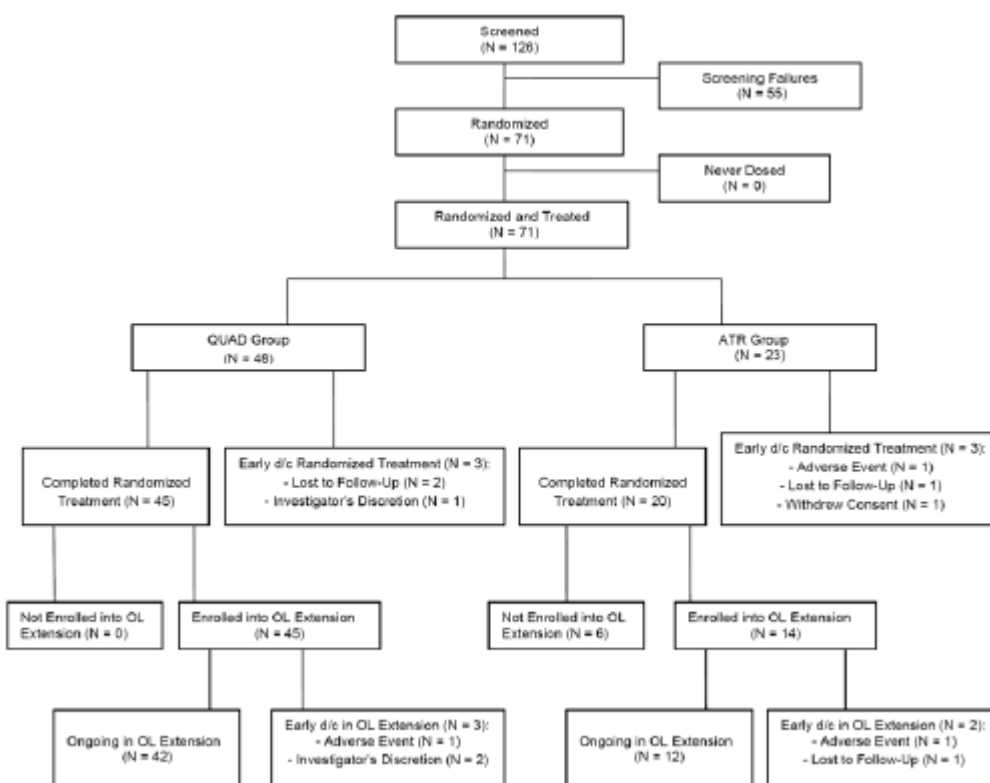 Screened
(N = 126)
Screening Failures
(N = 55)
Randomized
(N = 71)
Never Dosed
(N = 0)
Randomized and Treated
(N = 71)
QUAD Group
(N = 48)
ATR Group
(N = 23)
Completed Randomized
Treatment (N = 45)
Early d/c Randomized Treatment (N = 3):
- Lost to Follow-Up (N = 2)
- Investigator's Discretion (N = 1)
Completed Randomized
Treatment (N = 20)
Early d/c Randomized Treatment (N = 3):
- Adverse Event (N = 1)
- Lost to Follow-Up (N = 1)
- Withdrew Consent (N = 1)
Not Enrolled into OL
Extension (N = 0)
Enrolled into OL Extension
(N = 45)
Not Enrolled into OL
Extension (N = 6)
Enrolled into OL Extension
(N = 14)
Ongoing in OL Extension
(N = 42)
Early d/c in OL Extension (N = 3):
- Adverse Event (N = 1)
- Investigator's Discretion (N = 2)
Ongoing in OL Extension
(N = 12)
Early d/c in OL Extension (N = 2):
- Adverse Event (N = 1)
- Lost to Follow-Up (N = 1)